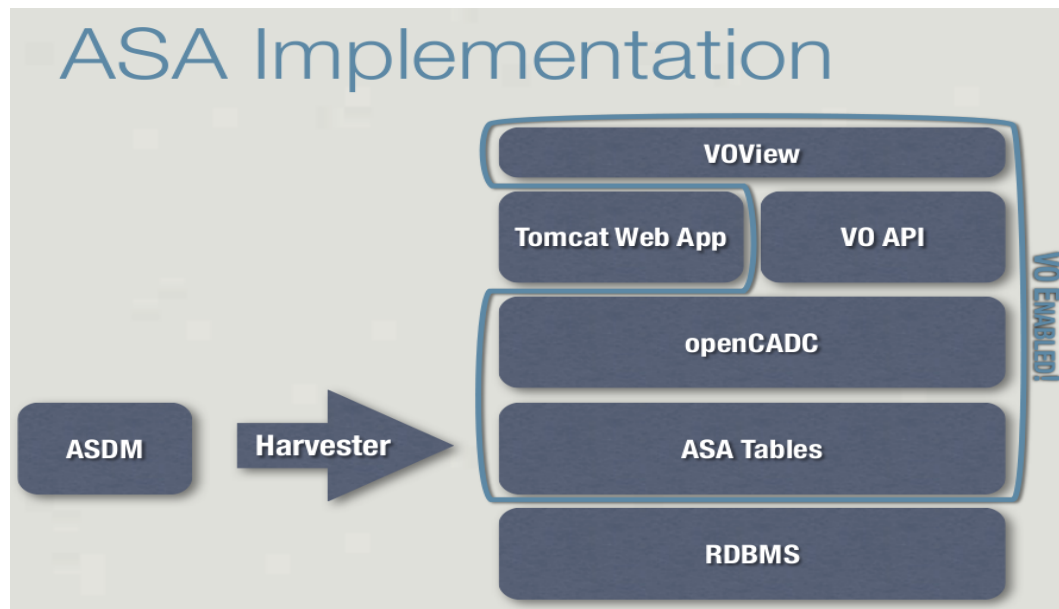 ASA Implementation
VOView
Tomcat Web App
VO API
VO ENABLED!
openCADC
ASDM
Harvester
ASA Tables
RDBMS